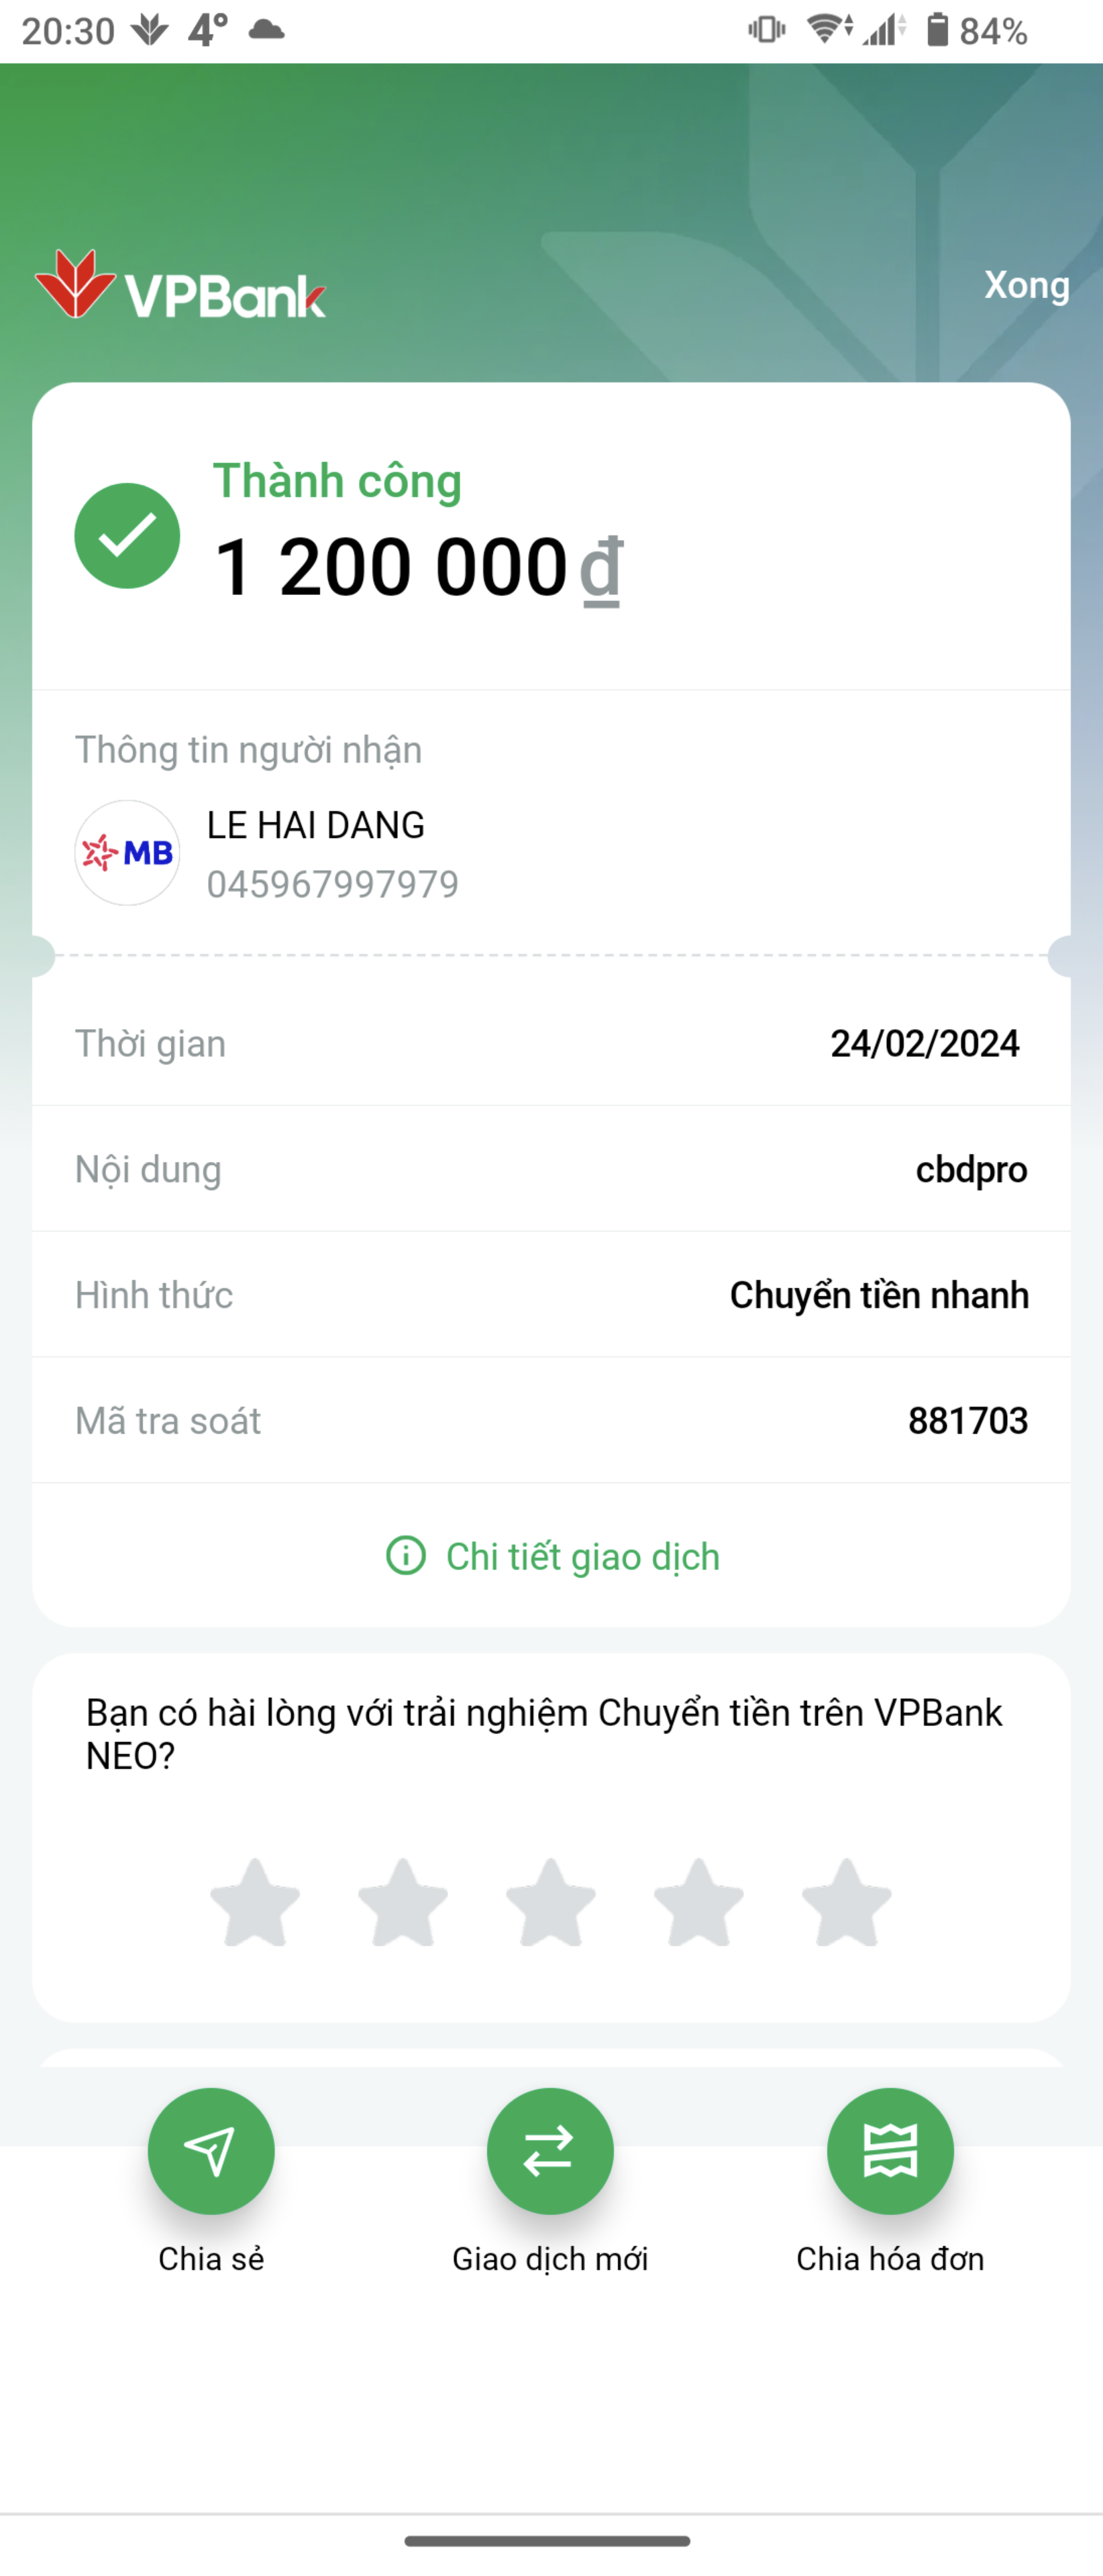 20:30 4° 84%
VPBank
Xong
Thành công
1 200 000 đ
Thông tin người nhận
MB
LE HAI DANG
045967997979
Thời gian 24/02/2024
Nội dung cbdpro
Hình thức Chuyển tiền nhanh
Mã tra soát 881703
Chi tiết giao dịch
Bạn có hài lòng với trải nghiệm Chuyển tiền trên VPBank
NEO?
Chia sẻ Giao dịch mới Chia hóa đơn